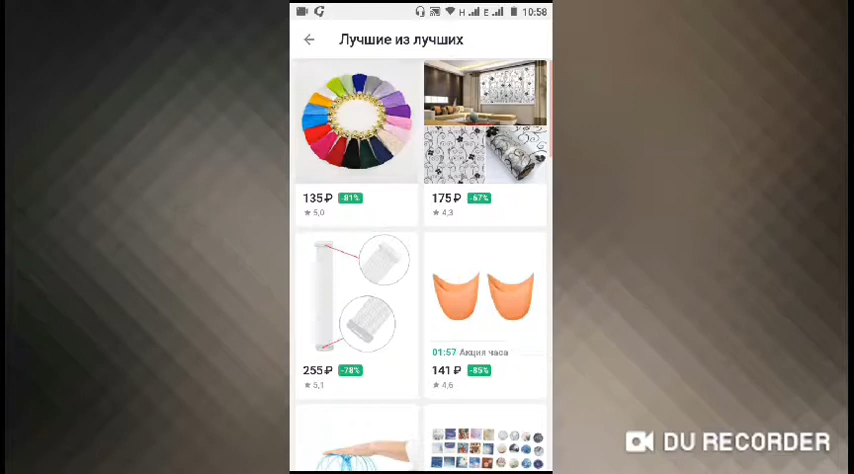 H E 10:58
Лучшие из лучших
135₽ -81%
★ 5,0
175₽ -67%
★ 4,3
255₽ -78%
★ 5,1
01:57 Акция часа
141₽ -85%
★ 4,6
DU RECORDER